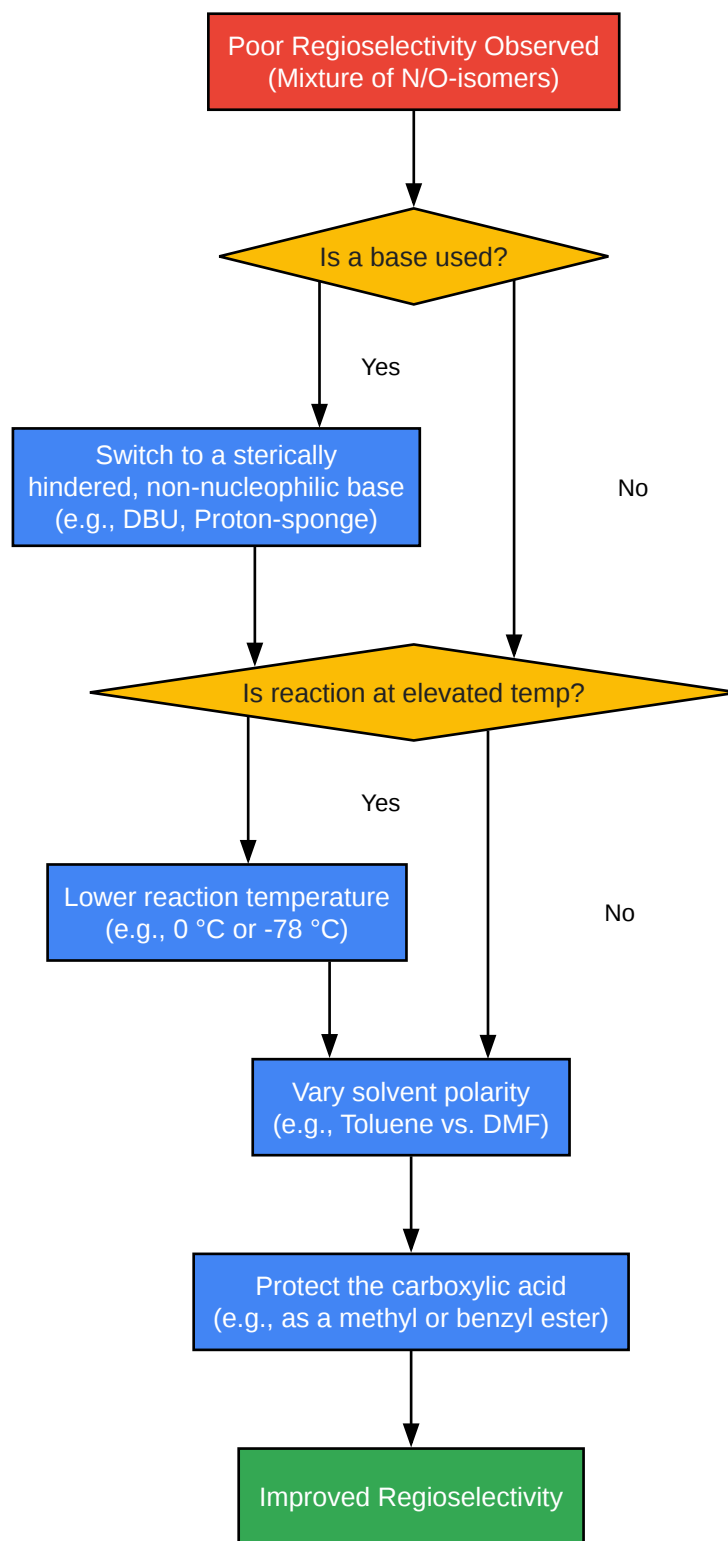 Poor Regioselectivity Observed
(Mixture of N/O-isomers)
Is a base used?
Yes
Switch to a sterically
hindered, non-nucleophilic base
(e.g., DBU, Proton-sponge)
No
Is reaction at elevated temp?
Yes
Lower reaction temperature
(e.g., 0 °C or -78 °C)
No
Vary solvent polarity
(e.g., Toluene vs. DMF)
Protect the carboxylic acid
(e.g., as a methyl or benzyl ester)
Improved Regioselectivity